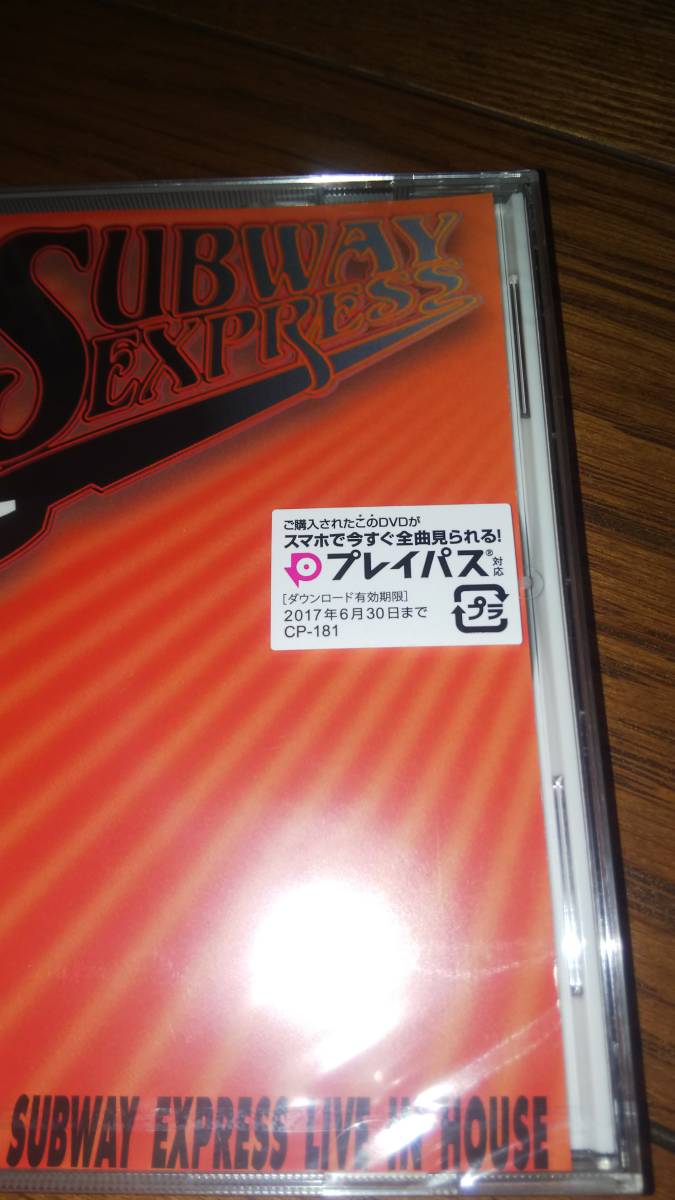 SUBWAY
EXPRESS
ご購入されたこのDVDが
スマホで今すぐ全曲見られる!
プレイパス® 対応
[ダウンロード有効期限]
2017年6月30日まで
CP-181
プラ
SUBWAY EXPRESS LIVE IN HOUSE